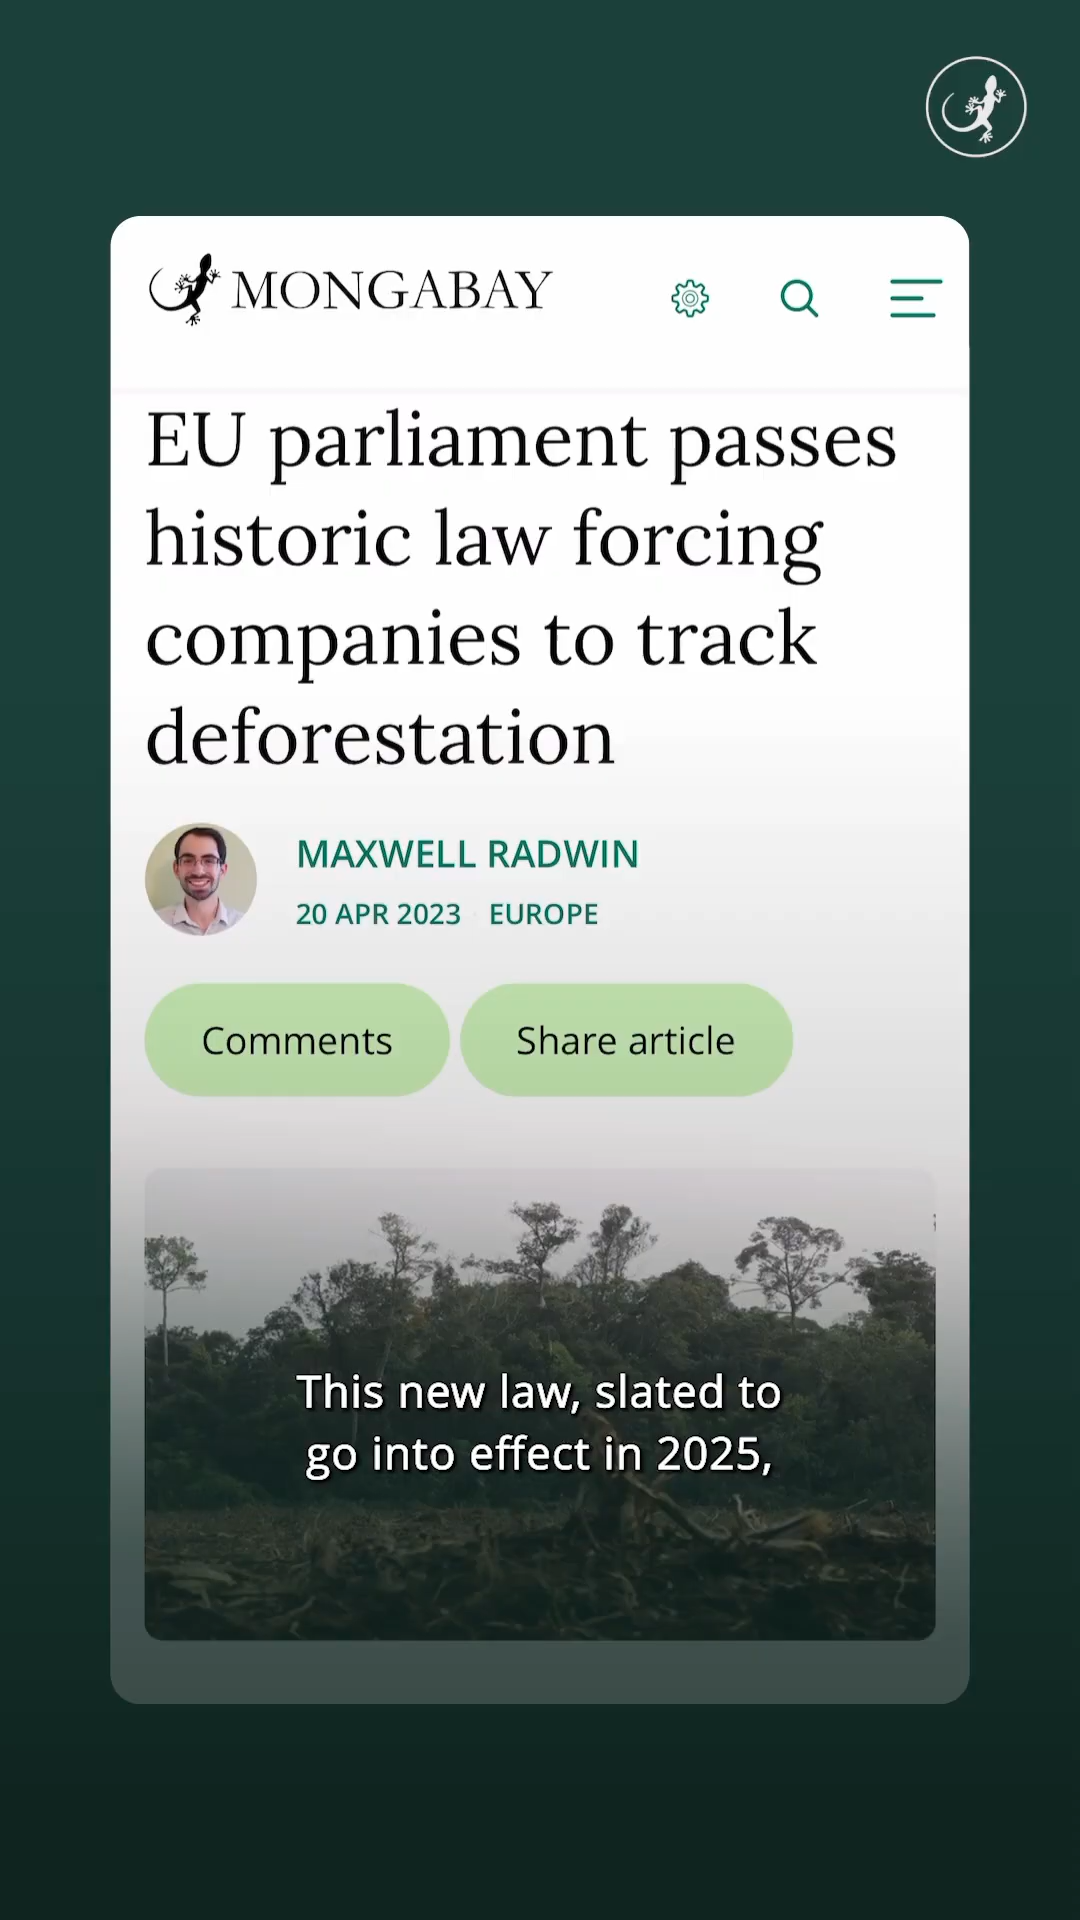 MONGABAY
EU parliament passes
historic law forcing
companies to track
deforestation
MAXWELL RADWIN
20 APR 2023 EUROPE
Comments
Share article
This new law, slated to
go into effect in 2025,